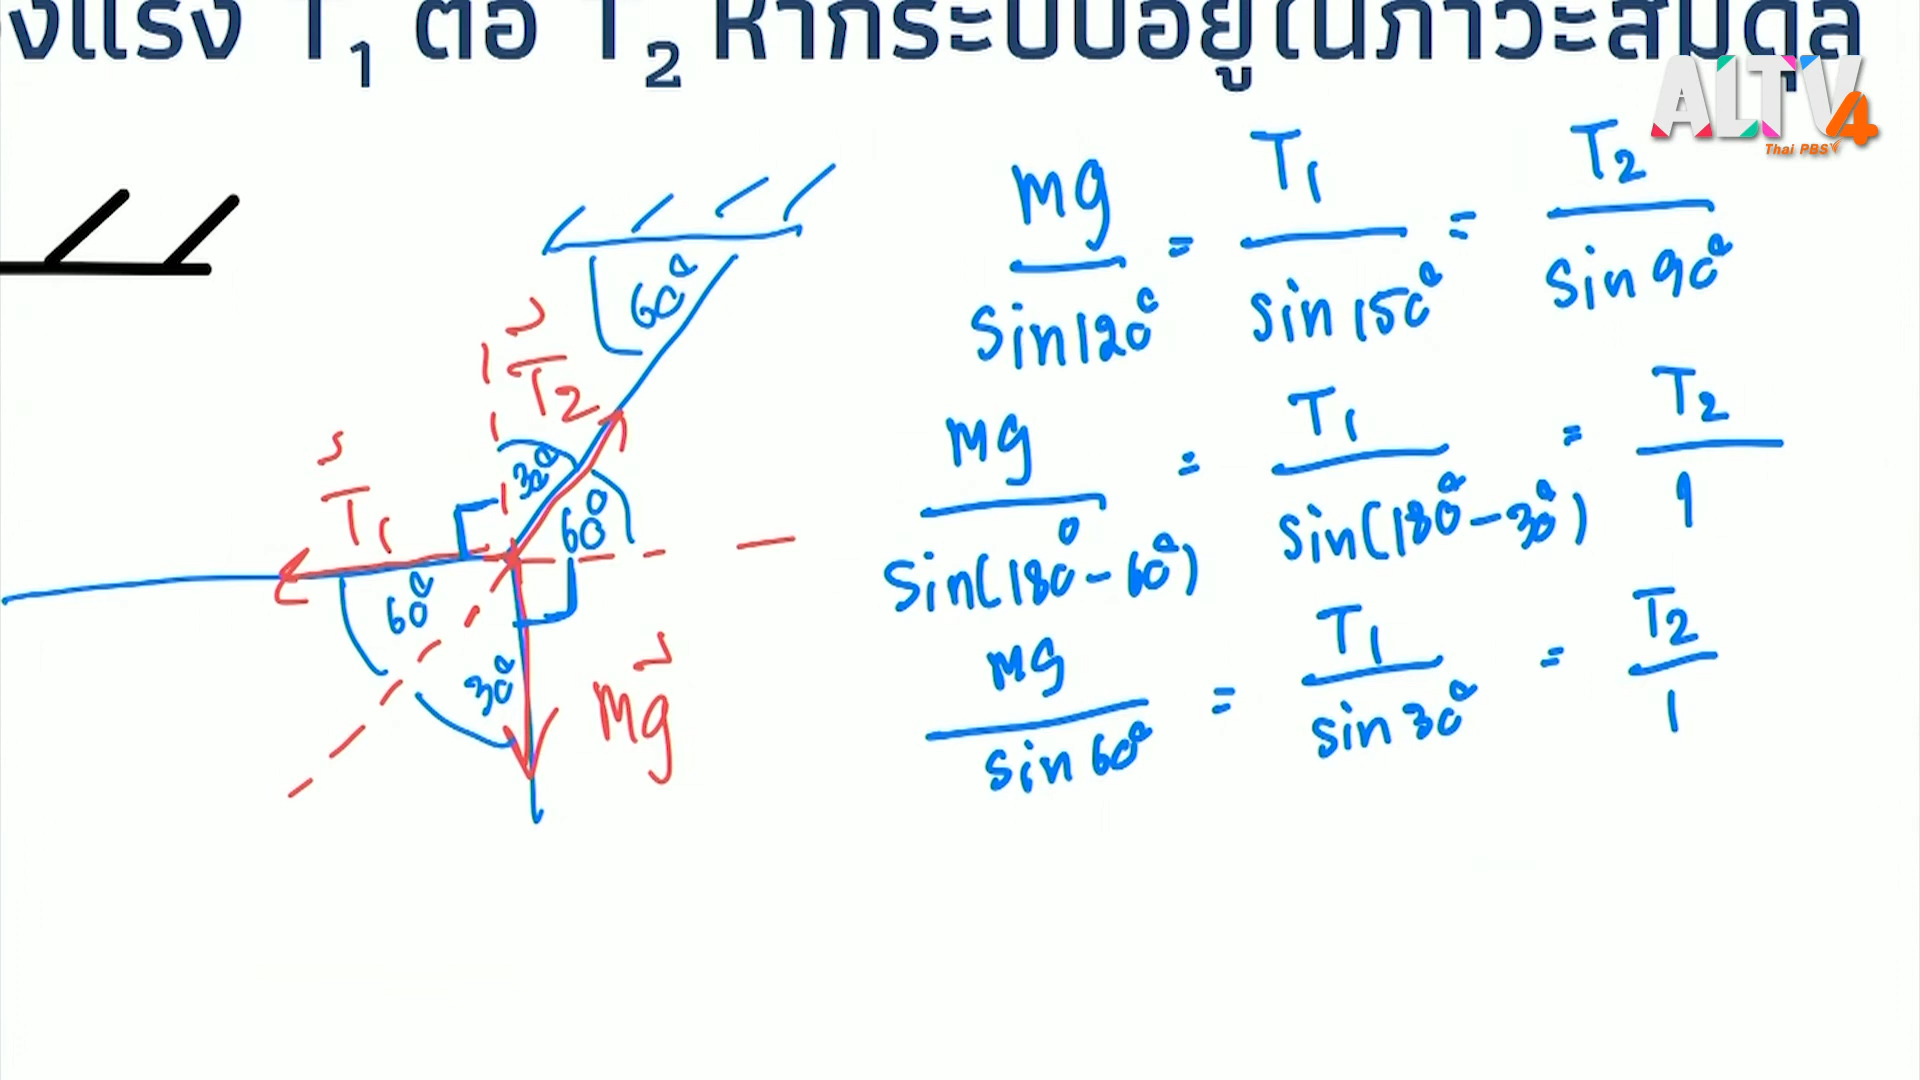 งแรง T₁ ต่อ T₂ หากระบบอยู่ในภาวะสมดุล
ALTV4
Thai PBS
60°
T₂
T₁
30°
60°
60°
30°
mg
mg/sin120° = T₁/sin150° = T₂/sin90°
mg/sin(180°-60°) = T₁/sin(180°-30°) = T₂/1
mg/sin60° = T₁/sin30° = T₂/1